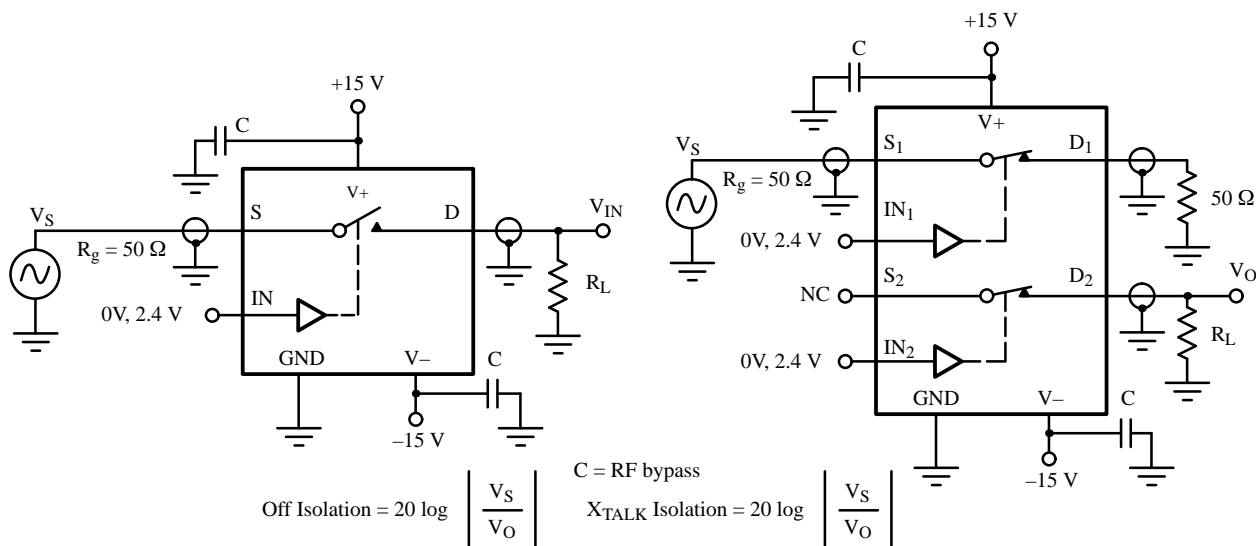 +15 V
C
V+
VS
Rg = 50 Ω
S
D
VIN
RL
IN
0V, 2.4 V
GND
V–
C
–15 V
+15 V
C
V+
VS
Rg = 50 Ω
S1
D1
50 Ω
IN1
0V, 2.4 V
S2
D2
NC
VO
RL
IN2
0V, 2.4 V
GND
V–
C
–15 V
C = RF bypass
Off Isolation = 20 log | VS / VO |
XTALK Isolation = 20 log | VS / VO |